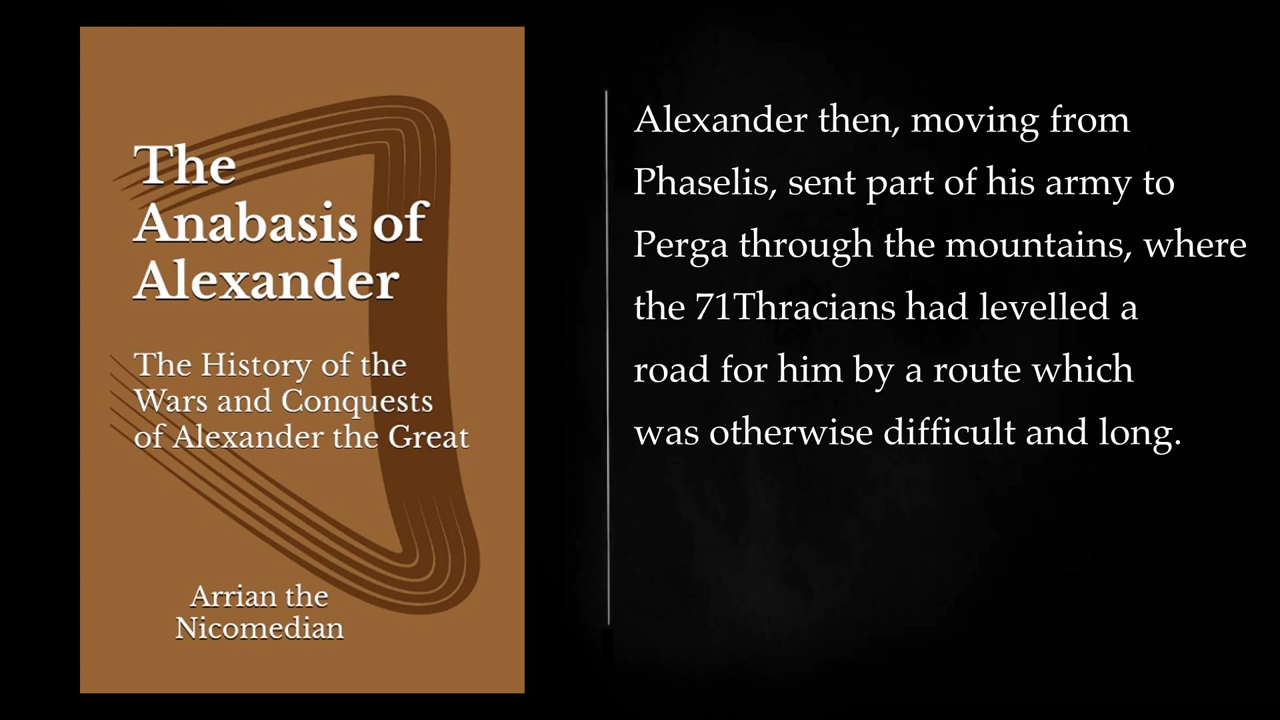 The
Anabasis of
Alexander
The History of the
Wars and Conquests
of Alexander the Great
Arrian the
Nicomedian
Alexander then, moving from
Phaselis, sent part of his army to
Perga through the mountains, where
the 71Thracians had levelled a
road for him by a route which
was otherwise difficult and long.